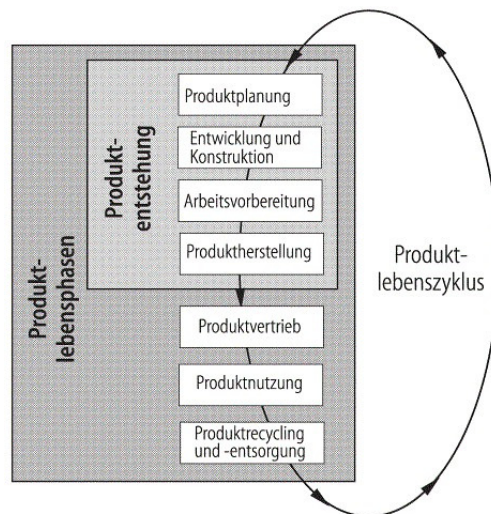 Produktplanung
Entwicklung und
Konstruktion
Arbeitsvorbereitung
Produktherstellung
Produkt-
entstehung
Produktvertrieb
Produktnutzung
Produktrecycling
und -entsorgung
Produkt-
lebensphasen
Produkt-
lebenszyklus